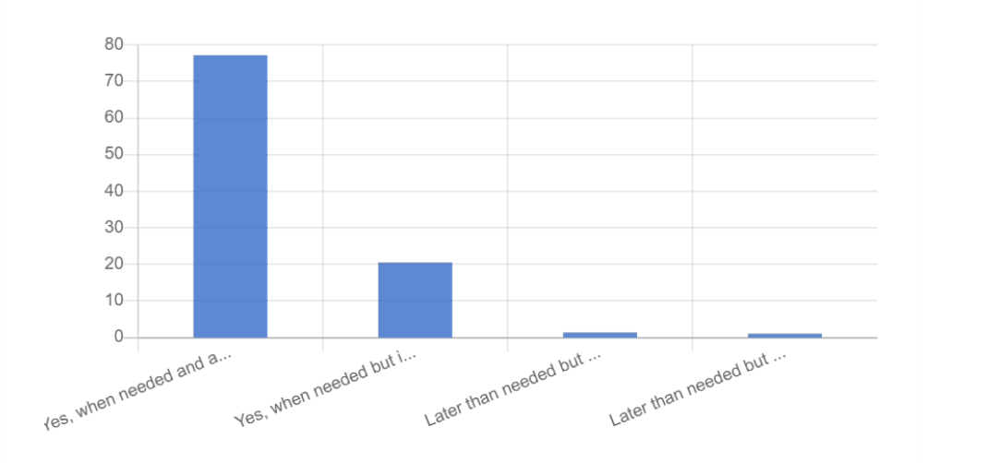 80
70
60
50
40
30
20
10
0
Yes, when needed and a...
Yes, when needed but i...
Later than needed but ...
Later than needed but ...